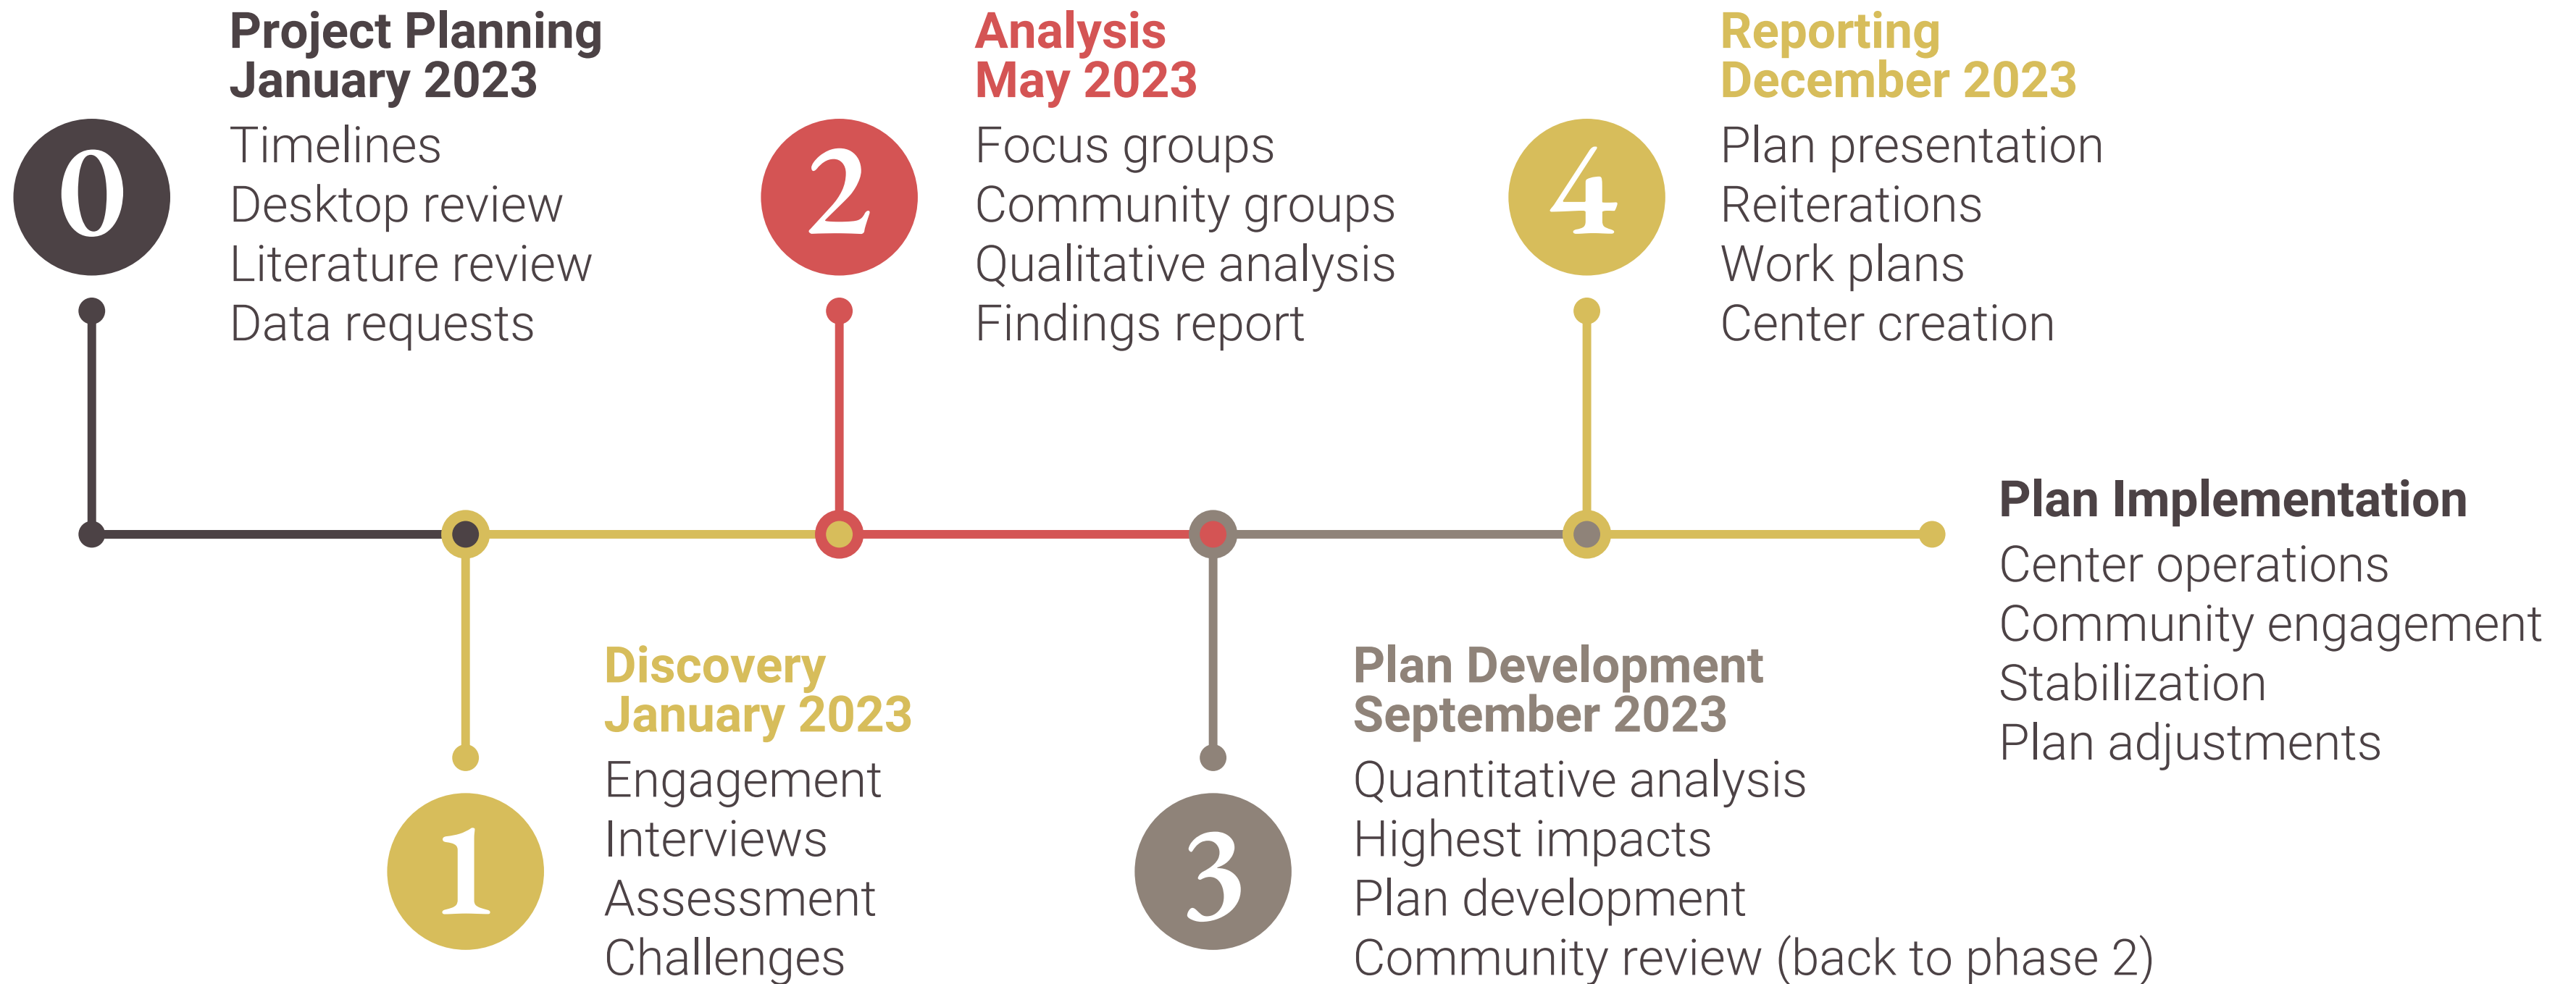 0
Project Planning
January 2023
Timelines
Desktop review
Literature review
Data requests
1
Discovery
January 2023
Engagement
Interviews
Assessment
Challenges
2
Analysis
May 2023
Focus groups
Community groups
Qualitative analysis
Findings report
3
Plan Development
September 2023
Quantitative analysis
Highest impacts
Plan development
Community review (back to phase 2)
4
Reporting
December 2023
Plan presentation
Reiterations
Work plans
Center creation
Plan Implementation
Center operations
Community engagement
Stabilization
Plan adjustments